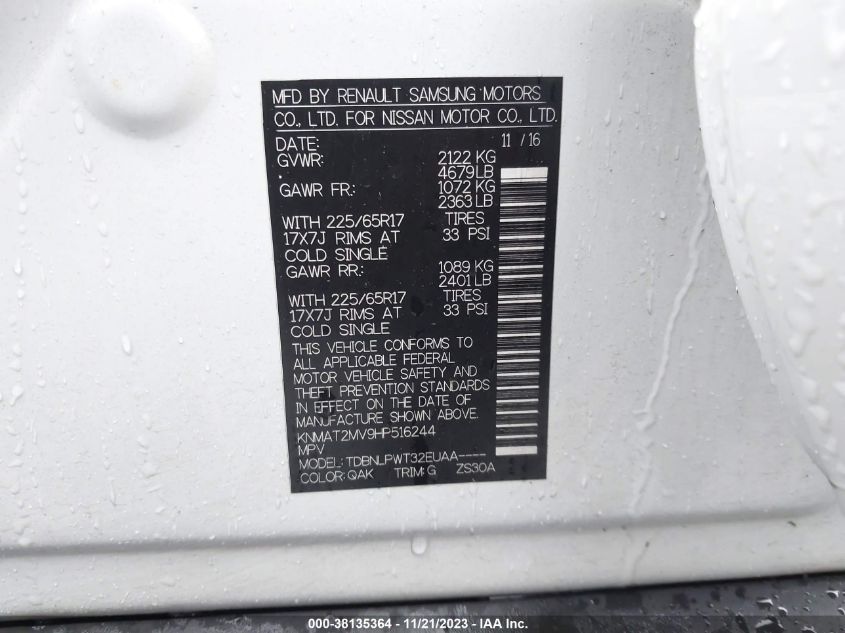 MFD BY RENAULT SAMSUNG MOTORS
CO., LTD. FOR NISSAN MOTOR CO., LTD.
DATE: 11 / 16
GVWR: 2122 KG
4679 LB
GAWR FR.: 1072 KG
2363 LB
WITH 225/65R17 TIRES
17X7J RIMS AT 33 PSI
COLD SINGLE
GAWR RR.: 1089 KG
2401 LB
WITH 225/65R17 TIRES
17X7J RIMS AT 33 PSI
COLD SINGLE
THIS VEHICLE CONFORMS TO
ALL APPLICABLE FEDERAL
MOTOR VEHICLE SAFETY AND
THEFT PREVENTION STANDARDS
IN EFFECT ON THE DATE OF
MANUFACTURE SHOWN ABOVE.
KNMAT2MV9HP516244
MPV
MODEL: TDBNLPWT32EUAA----
COLOR: QAK TRIM:G ZS30A
000-38135364 - 11/21/2023 - © IAA, Inc.